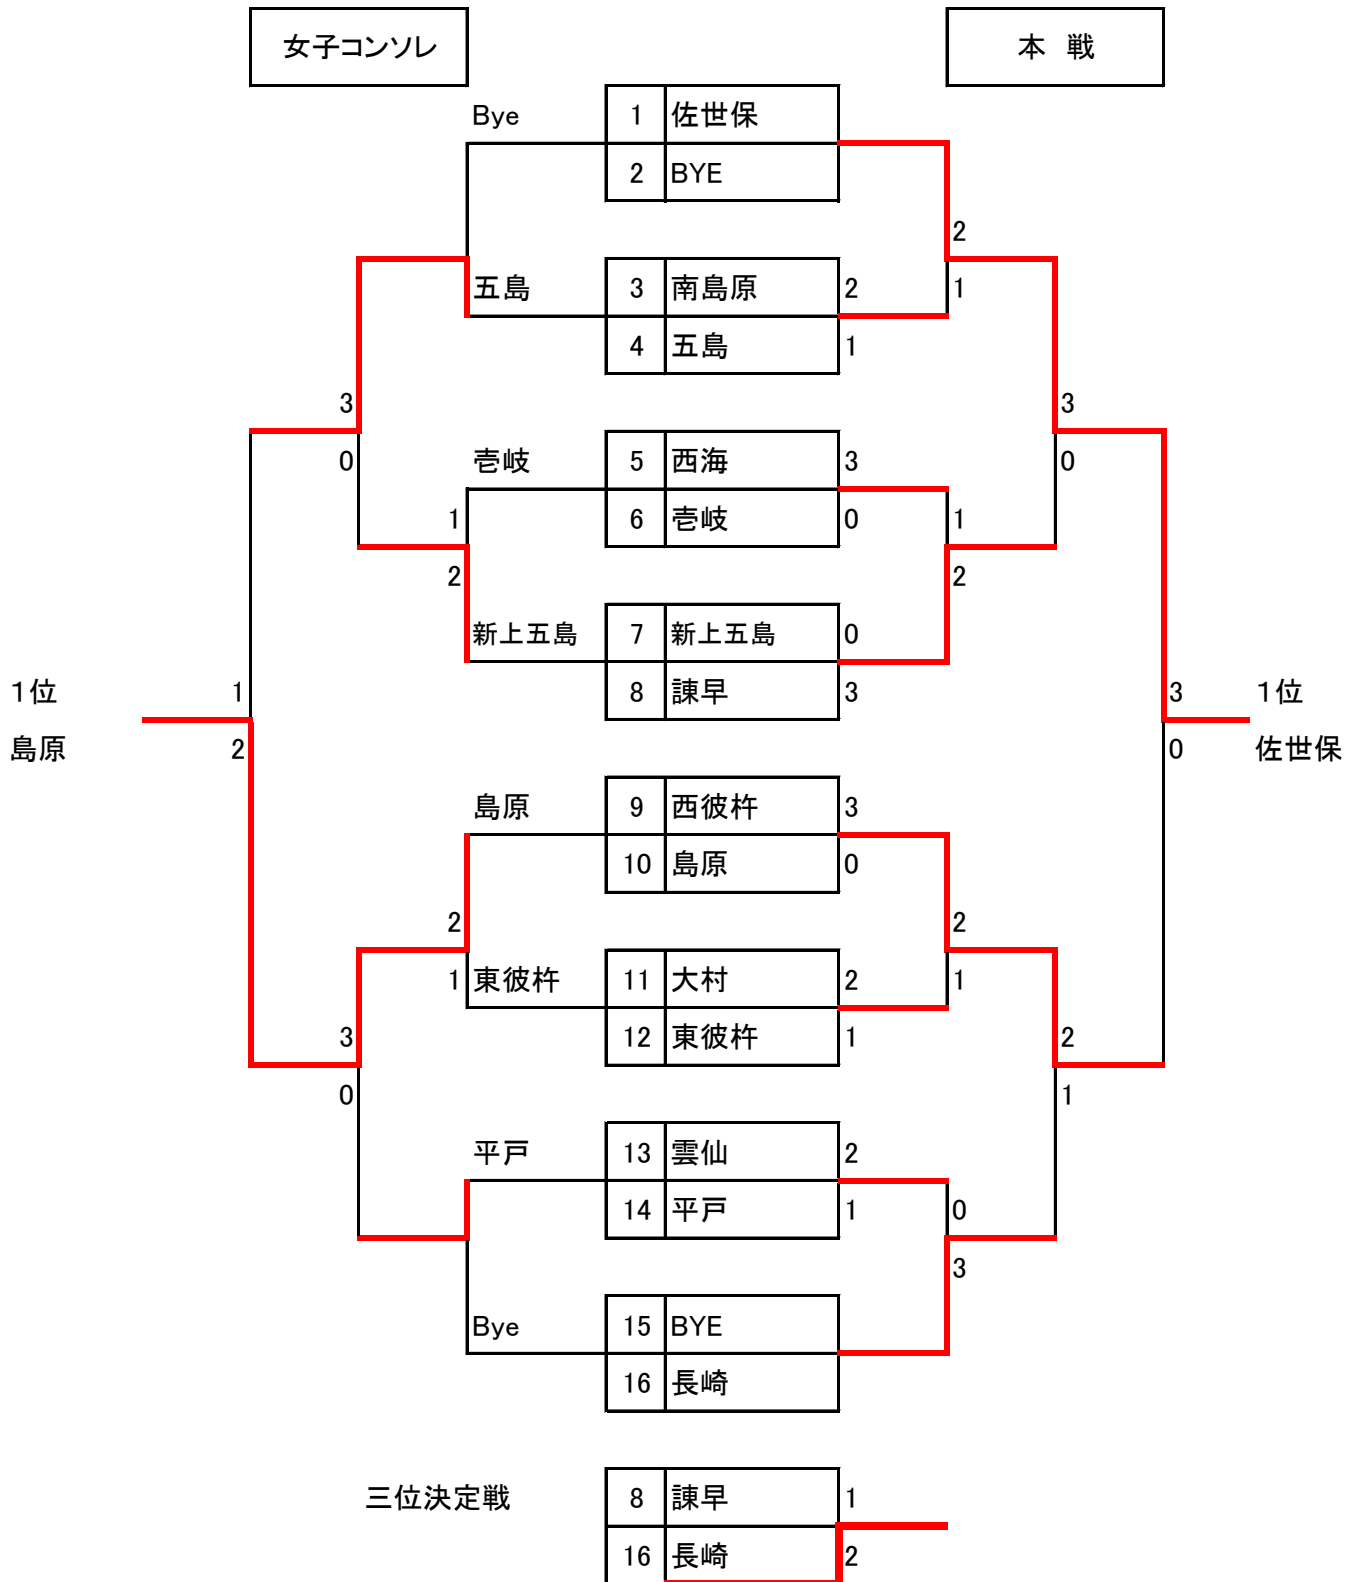 女子コンソレ 本 戦
Bye 1 佐世保
2 BYE
2
五島 3 南島原 2 1
4 五島 1
3 3
0 壱岐 5 西海 3 0
1 6 壱岐 0 1
2 2
新上五島 7 新上五島 0
1位 1 8 諫早 3 3 1位
島原 2 0 佐世保
島原 9 西彼杵 3
10 島原 0
2 2
1 東彼杵 11 大村 2 1
3 12 東彼杵 1 2
0 1
平戸 13 雲仙 2
14 平戸 1 0
3
Bye 15 BYE
16 長崎
三位決定戦 8 諫早 1
16 長崎 2